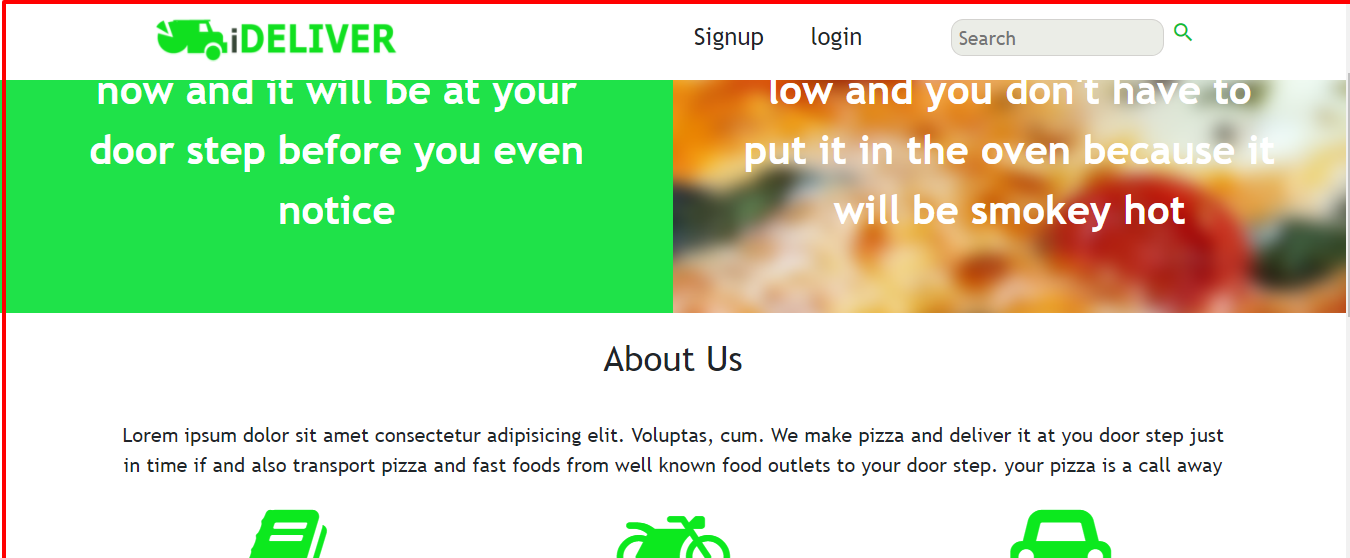 iDELIVER
Signup
login
Search
now and it will be at your
door step before you even
notice
low and you don't have to
put it in the oven because it
will be smokey hot
About Us
Lorem ipsum dolor sit amet consectetur adipisicing elit. Voluptas, cum. We make pizza and deliver it at you door step just
in time if and also transport pizza and fast foods from well known food outlets to your door step. your pizza is a call away